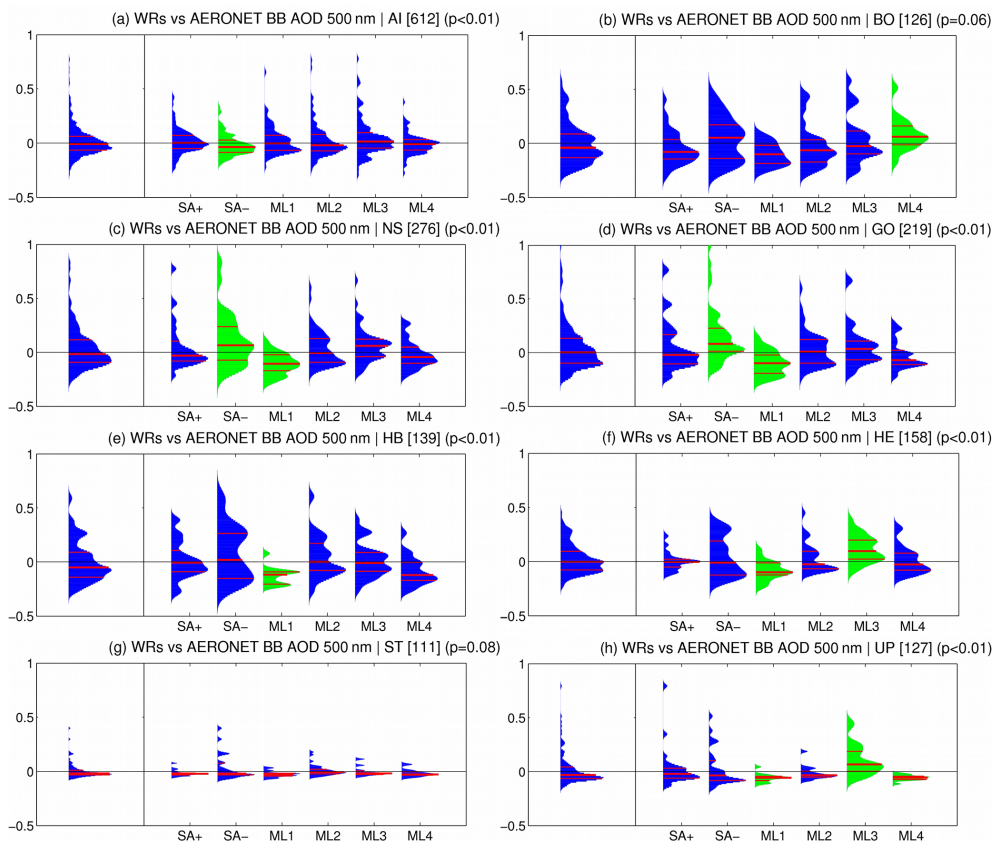 (a) WRs vs AERONET BB AOD 500 nm | AI [612] (p<0.01)
1
0.5
0
−0.5
SA+ SA− ML1 ML2 ML3 ML4
(b) WRs vs AERONET BB AOD 500 nm | BO [126] (p=0.06)
1
0.5
0
−0.5
SA+ SA− ML1 ML2 ML3 ML4
(c) WRs vs AERONET BB AOD 500 nm | NS [276] (p<0.01)
1
0.5
0
−0.5
SA+ SA− ML1 ML2 ML3 ML4
(d) WRs vs AERONET BB AOD 500 nm | GO [219] (p<0.01)
1
0.5
0
−0.5
SA+ SA− ML1 ML2 ML3 ML4
(e) WRs vs AERONET BB AOD 500 nm | HB [139] (p<0.01)
1
0.5
0
−0.5
SA+ SA− ML1 ML2 ML3 ML4
(f) WRs vs AERONET BB AOD 500 nm | HE [158] (p<0.01)
1
0.5
0
−0.5
SA+ SA− ML1 ML2 ML3 ML4
(g) WRs vs AERONET BB AOD 500 nm | ST [111] (p=0.08)
1
0.5
0
−0.5
SA+ SA− ML1 ML2 ML3 ML4
(h) WRs vs AERONET BB AOD 500 nm | UP [127] (p<0.01)
1
0.5
0
−0.5
SA+ SA− ML1 ML2 ML3 ML4